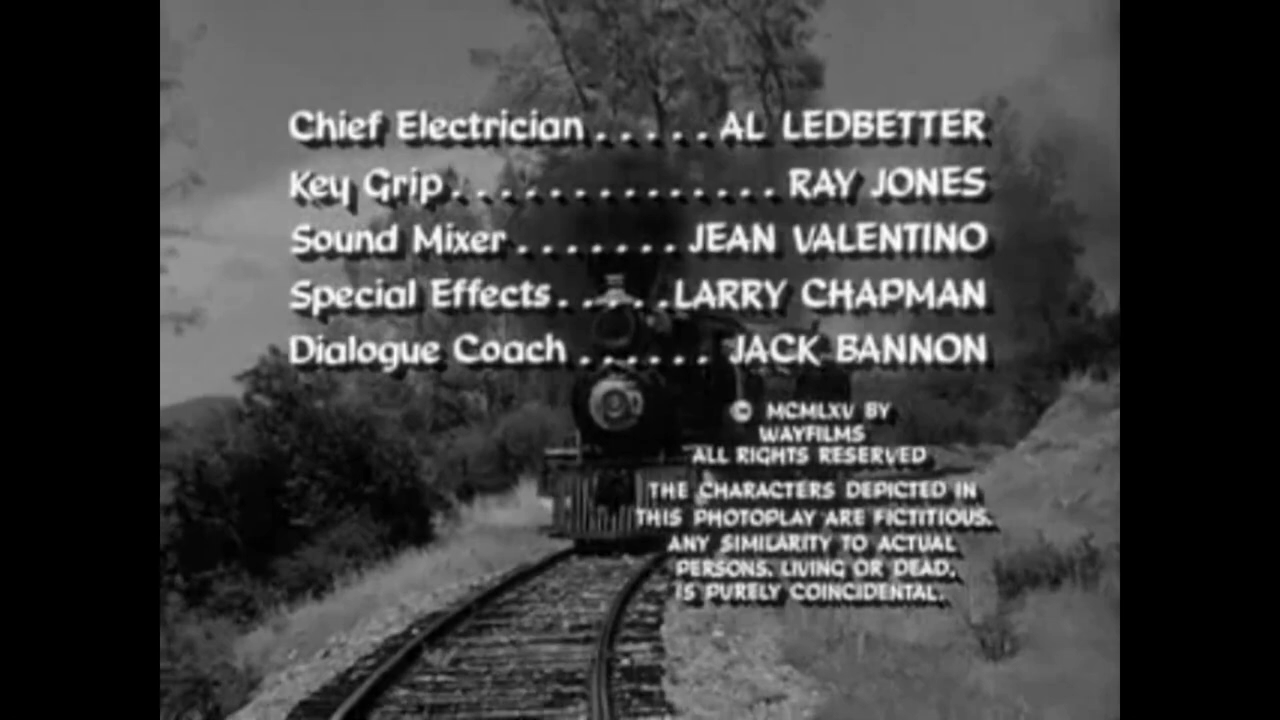 Chief Electrician.....AL LEDBETTER
Key Grip..............RAY JONES
Sound Mixer.......JEAN VALENTINO
Special Effects.....LARRY CHAPMAN
Dialogue Coach......JACK BANNON
© MCMLXV BY
WAYFILMS
ALL RIGHTS RESERVED
THE CHARACTERS DEPICTED IN
THIS PHOTOPLAY ARE FICTITIOUS.
ANY SIMILARITY TO ACTUAL
PERSONS, LIVING OR DEAD,
IS PURELY COINCIDENTAL.